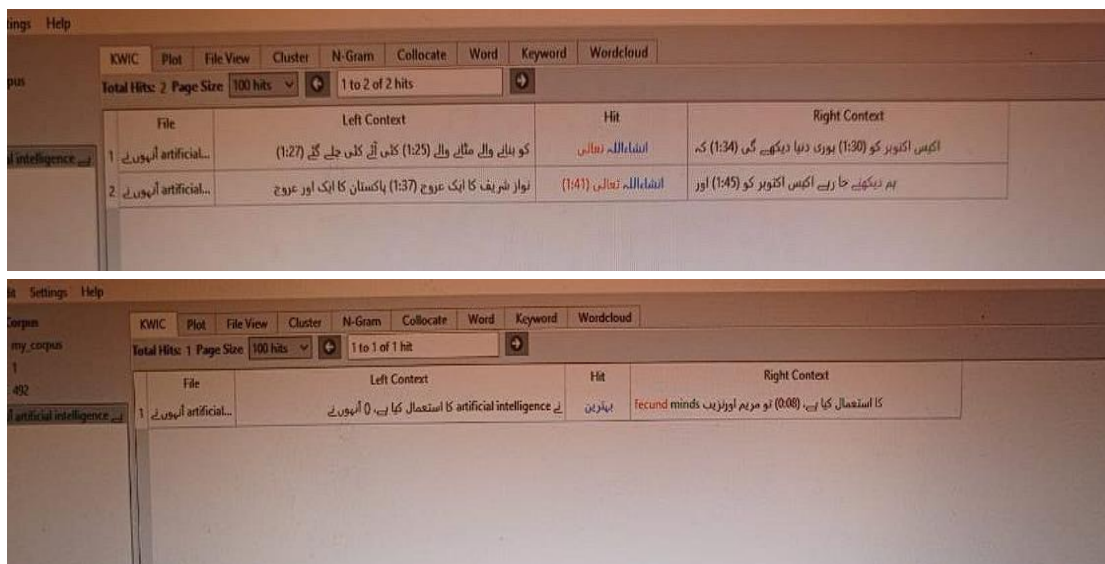 ings Help
KWIC Plot File View Cluster N-Gram Collocate Word Keyword Wordcloud
pus
Total Hits: 2 Page Size 100 hits 1 to 2 of 2 hits
File Left Context Hit Right Context
l intelligence نے
1 انہوں نے artificial... کو بنانے والے مٹانے والے (1:25) کئی آئے کئی چلے گئے (1:27) انشاءاللہ تعالی اکیس اکتوبر کو (1:30) پوری دنیا دیکھے گی (1:34) کہ
2 انہوں نے artificial... نواز شریف کا ایک عروج (1:37) پاکستان کا ایک اور عروج انشاءاللہ تعالی (1:41) ہم دیکھنے جا رہے اکیس اکتوبر کو (1:45) اور
Settings Help
Corpus
KWIC Plot File View Cluster N-Gram Collocate Word Keyword Wordcloud
my_corpus
Total Hits: 1 Page Size 100 hits 1 to 1 of 1 hit
1
File Left Context Hit Right Context
492
artificial intelligence نے
1 انہوں نے artificial... نے artificial intelligence کا استعمال کیا ہے، 0 انہوں نے بہترین fecund minds کا استعمال کیا ہے، (0:08) تو مریم اورنزیب